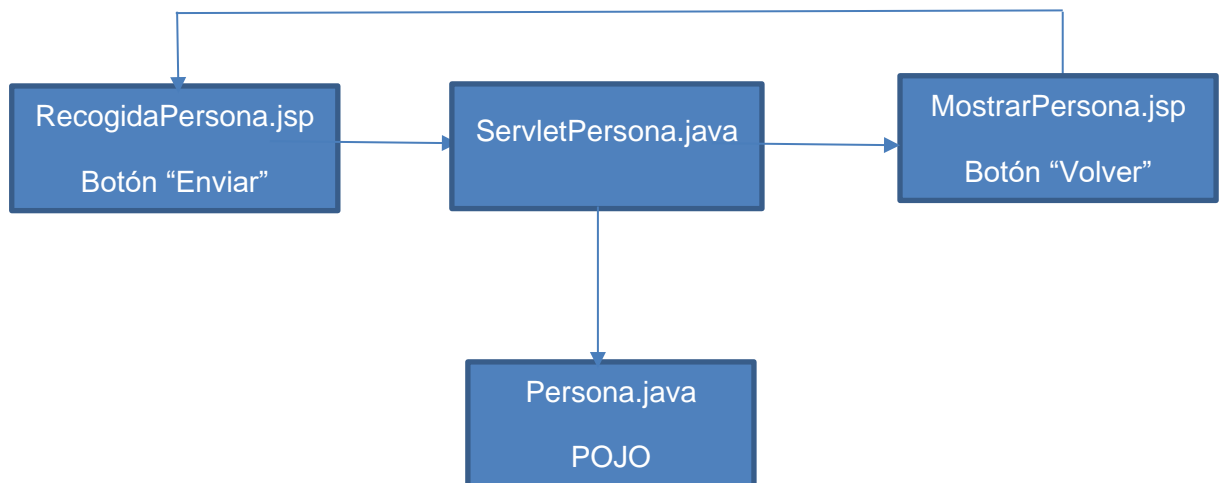 RecogidaPersona.jsp
Botón “Enviar”
ServletPersona.java
MostrarPersona.jsp
Botón “Volver”
Persona.java
POJO